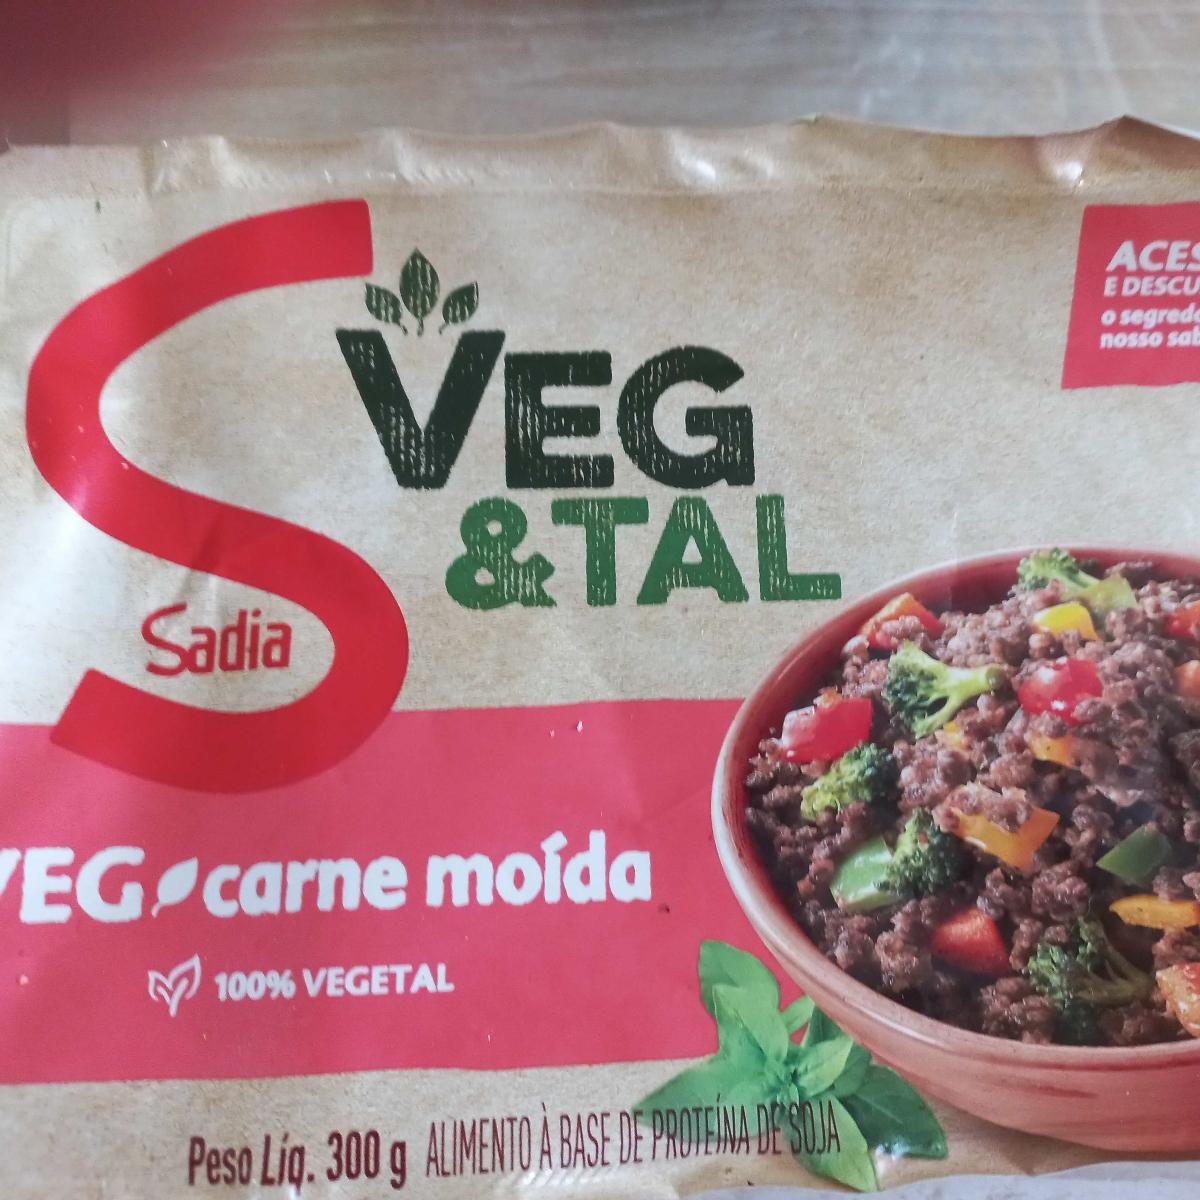 VEG
&TAL
Sadia
ACES
E DESCU
o segredo
nosso sab
VEG carne moída
100% VEGETAL
Peso Líq. 300 g ALIMENTO À BASE DE PROTEÍNA DE SOJA